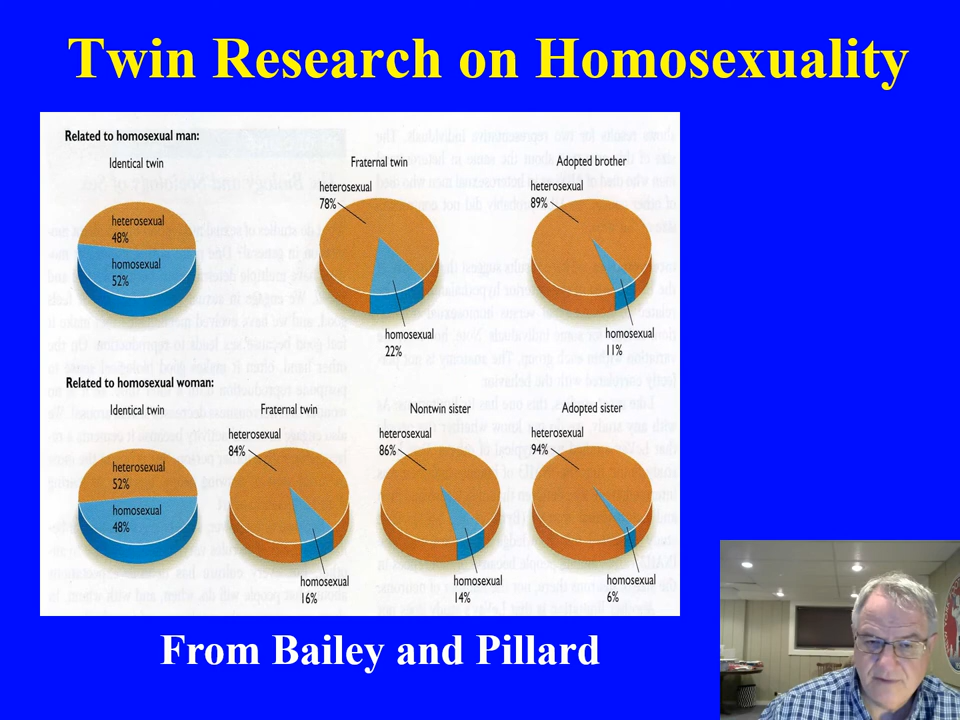 Twin Research on Homosexuality
Related to homosexual man:
Identical twin
heterosexual
48%
homosexual
52%
Fraternal twin
heterosexual
78%
homosexual
22%
Adopted brother
heterosexual
89%
homosexual
11%
Related to homosexual woman:
Identical twin
heterosexual
52%
homosexual
48%
Fraternal twin
heterosexual
84%
homosexual
16%
Nontwin sister
heterosexual
86%
homosexual
14%
Adopted sister
heterosexual
94%
homosexual
6%
From Bailey and Pillard